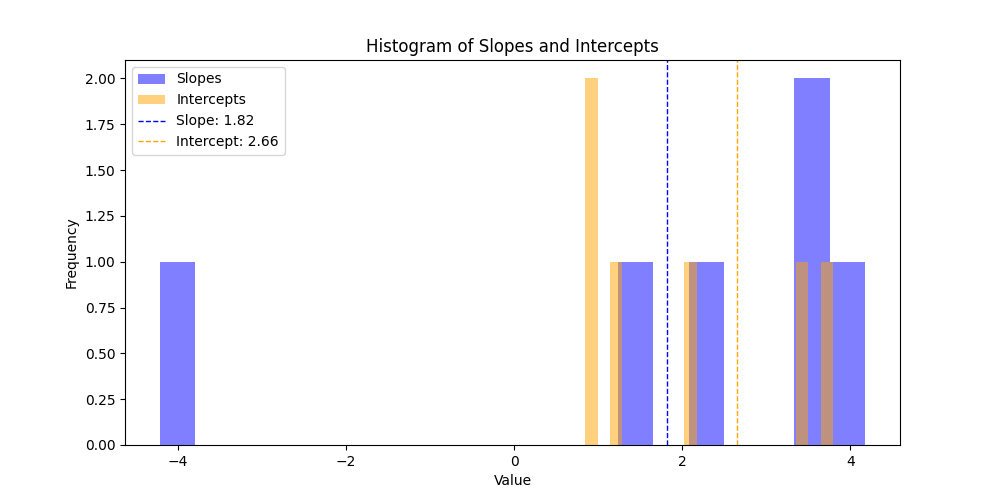 Histogram of Slopes and Intercepts
Slopes
Intercepts
Slope: 1.82
Intercept: 2.66
2.00
1.75
1.50
1.25
1.00
0.75
0.50
0.25
0.00
Frequency
−4
−2
0
2
4
Value